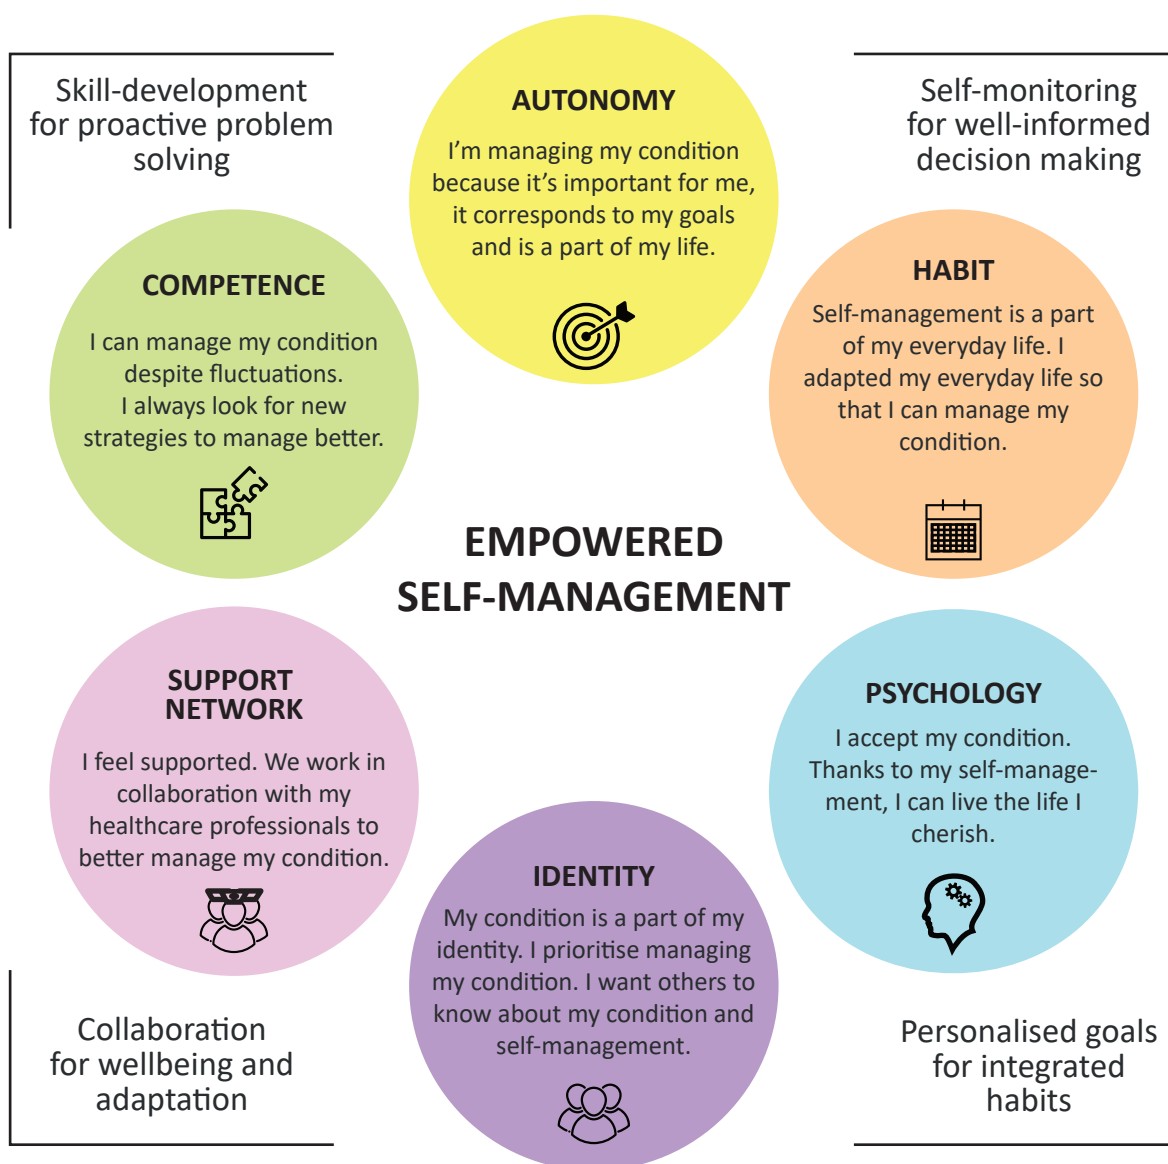 Skill-development
for proactive problem
solving
AUTONOMY
I'm managing my condition
because it's important for me,
it corresponds to my goals
and is a part of my life.
Self-monitoring
for well-informed
decision making
COMPETENCE
I can manage my condition
despite fluctuations.
I always look for new
strategies to manage better.
HABIT
Self-management is a part
of my everyday life. I
adapted my everyday life so
that I can manage my
condition.
EMPOWERED
SELF-MANAGEMENT
SUPPORT
NETWORK
I feel supported. We work in
collaboration with my
healthcare professionals to
better manage my condition.
PSYCHOLOGY
I accept my condition.
Thanks to my self-manage-
ment, I can live the life I
cherish.
IDENTITY
My condition is a part of my
identity. I prioritise managing
my condition. I want others to
know about my condition and
self-management.
Collaboration
for wellbeing and
adaptation
Personalised goals
for integrated
habits